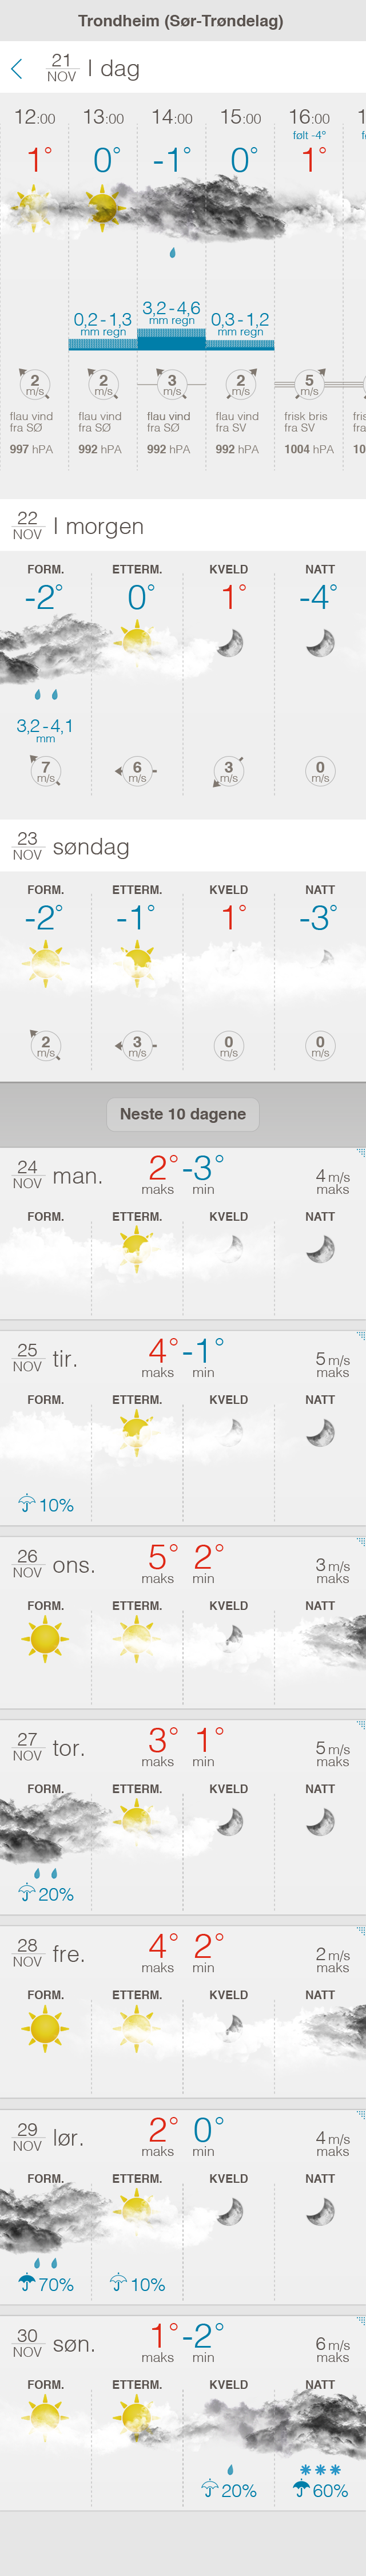 Trondheim (Sør-Trøndelag)
21
NOV
I dag
12:00 13:00 14:00 15:00 16:00 1
følt -4° f
1° 0° -1° 0° 1°
0,2-1,3 3,2-4,6 0,3-1,2
mm regn mm regn mm regn
2 2 3 2 5
m/s m/s m/s m/s m/s
flau vind flau vind flau vind flau vind frisk bris fris
fra SØ fra SØ fra SØ fra SV fra SV fra
997 hPA 992 hPA 992 hPA 992 hPA 1004 hPA 10
22
NOV
I morgen
FORM. ETTERM. KVELD NATT
-2° 0° 1° -4°
3,2-4,1
mm
7 6 3 0
m/s m/s m/s m/s
23
NOV
søndag
FORM. ETTERM. KVELD NATT
-2° -1° 1° -3°
2 3 0 0
m/s m/s m/s m/s
Neste 10 dagene
24
NOV
man.
2° -3° 4 m/s
maks min maks
FORM. ETTERM. KVELD NATT
25
NOV
tir.
4° -1° 5 m/s
maks min maks
FORM. ETTERM. KVELD NATT
10%
26
NOV
ons.
5° 2° 3 m/s
maks min maks
FORM. ETTERM. KVELD NATT
27
NOV
tor.
3° 1° 5 m/s
maks min maks
FORM. ETTERM. KVELD NATT
20%
28
NOV
fre.
4° 2° 2 m/s
maks min maks
FORM. ETTERM. KVELD NATT
29
NOV
lør.
2° 0° 4 m/s
maks min maks
FORM. ETTERM. KVELD NATT
70% 10%
30
NOV
søn.
1° -2° 6 m/s
maks min maks
FORM. ETTERM. KVELD NATT
20% 60%